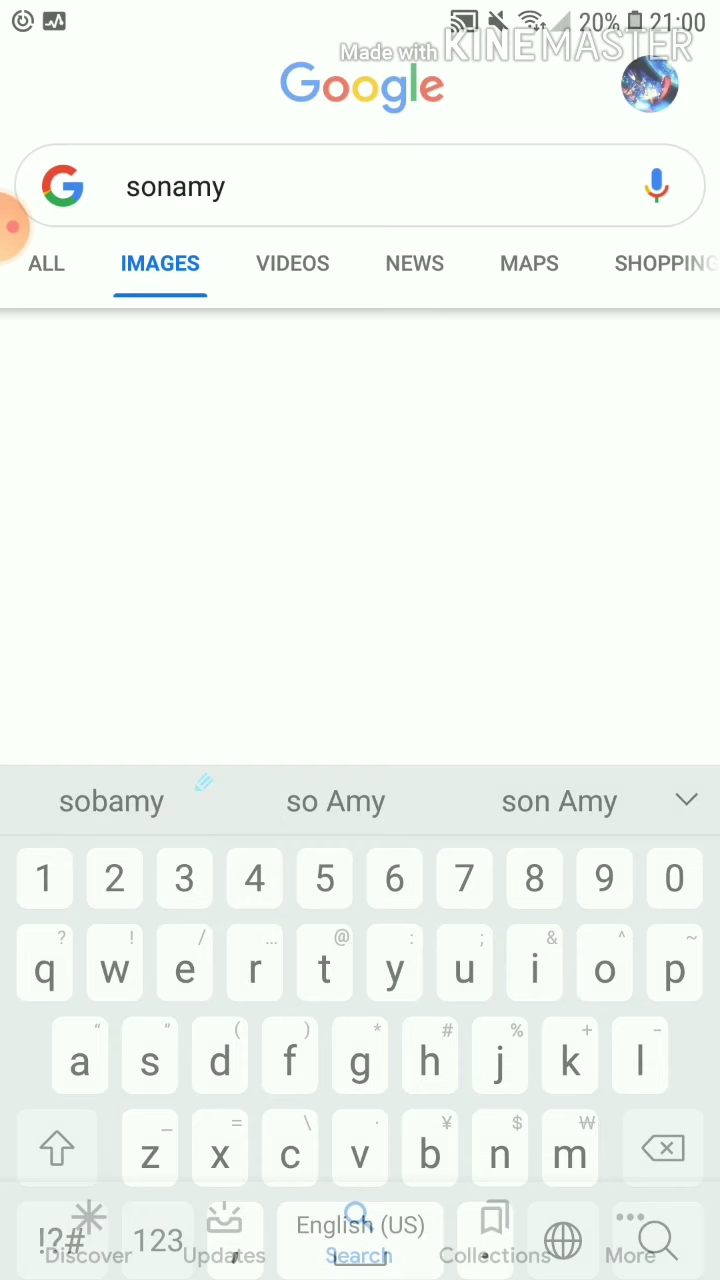 20% 21:00
Made with KINEMASTER
Google
sonamy
ALL IMAGES VIDEOS NEWS MAPS SHOPPING
sobamy so Amy son Amy
1 2 3 4 5 6 7 8 9 0
? ! / ... @ : ; & ^ ~
q w e r t y u i o p
“ ” ( ) * # % + -
a s d f g h j k l
_ = \ · ¥ $ ₩
z x c v b n m
!?# 123 , English (US) .
Discover Updates Search Collections More